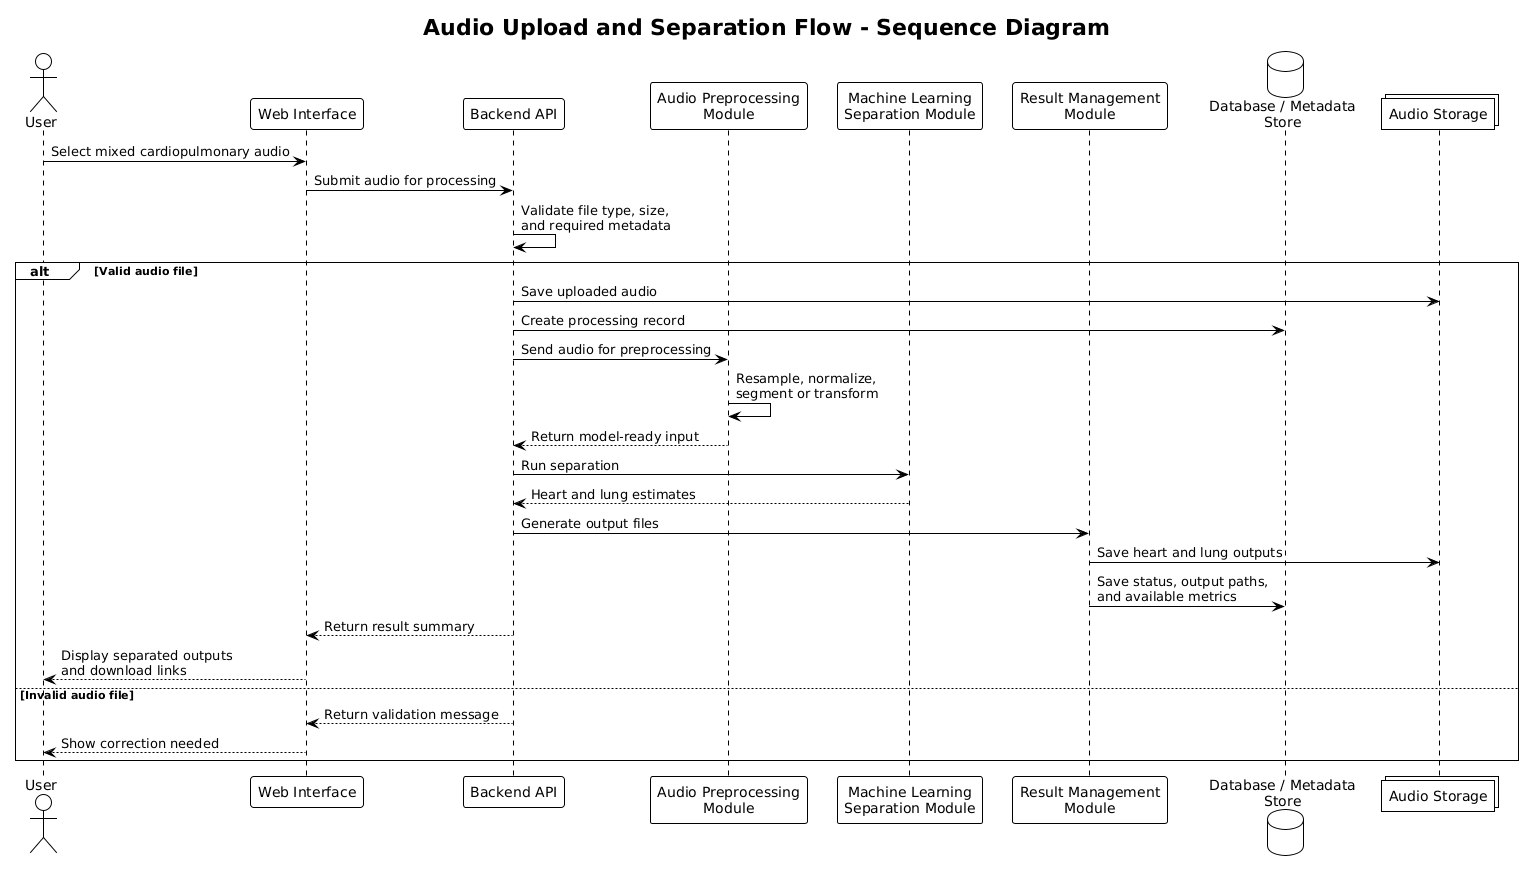 Audio Upload and Separation Flow - Sequence Diagram
User
Web Interface
Backend API
Audio Preprocessing
Module
Machine Learning
Separation Module
Result Management
Module
Database / Metadata
Store
Audio Storage
Select mixed cardiopulmonary audio
Submit audio for processing
Validate file type, size,
and required metadata
alt
[Valid audio file]
Save uploaded audio
Create processing record
Send audio for preprocessing
Resample, normalize,
segment or transform
Return model-ready input
Run separation
Heart and lung estimates
Generate output files
Save heart and lung outputs
Save status, output paths,
and available metrics
Return result summary
Display separated outputs
and download links
[Invalid audio file]
Return validation message
Show correction needed
User
Web Interface
Backend API
Audio Preprocessing
Module
Machine Learning
Separation Module
Result Management
Module
Database / Metadata
Store
Audio Storage